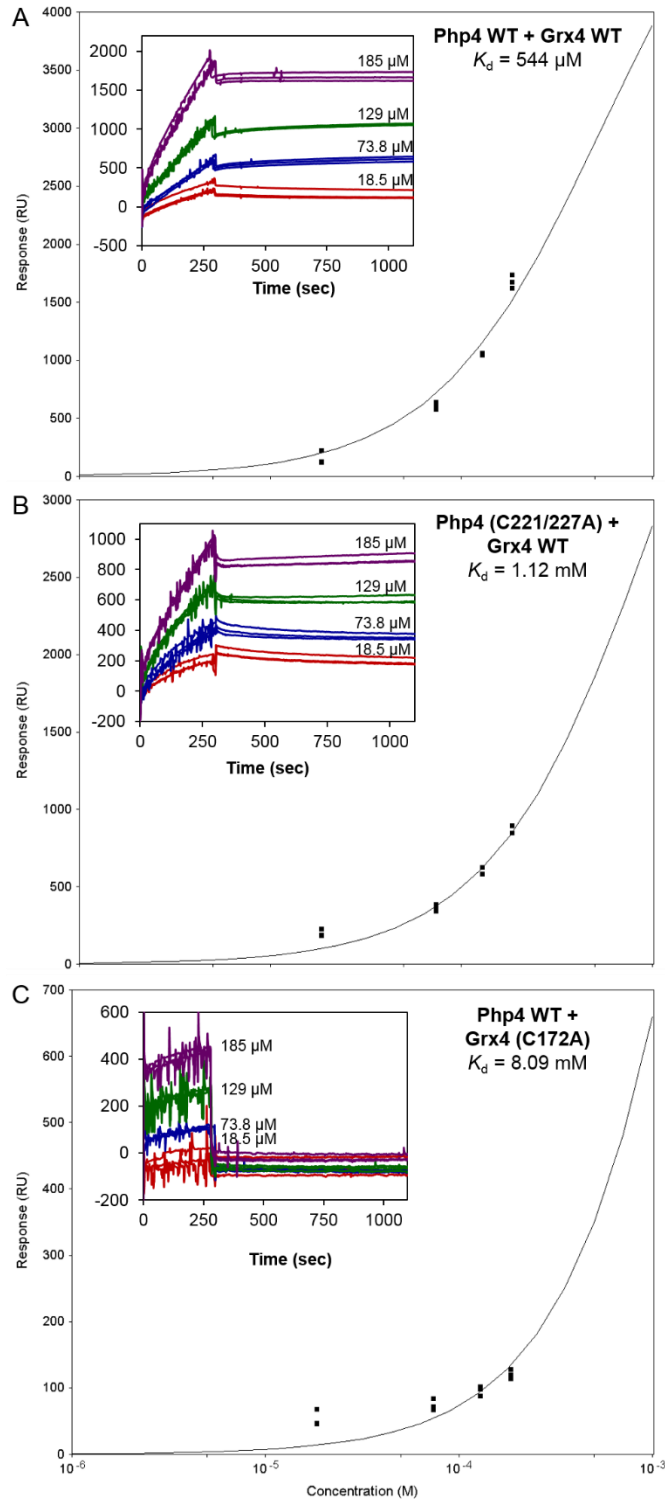 A
Php4 WT + Grx4 WT
Kd = 544 µM
4000
3500
3000
2500
2000
1500
1000
500
0
Response (RU)
2000
1500
1000
500
0
-500
185 µM
129 µM
73.8 µM
18.5 µM
0 250 500 750 1000
Time (sec)
B
Php4 (C221/227A) +
Grx4 WT
Kd = 1.12 mM
3000
2500
2000
1500
1000
500
0
Response (RU)
1000
800
600
400
200
0
-200
185 µM
129 µM
73.8 µM
18.5 µM
0 250 500 750 1000
Time (sec)
C
Php4 WT +
Grx4 (C172A)
Kd = 8.09 mM
700
600
500
400
300
200
100
0
Response (RU)
600
400
200
0
-200
185 µM
129 µM
73.8 µM
18.5 µM
0 250 500 750 1000
Time (sec)
10-6 10-5 10-4 10-3
Concentration (M)